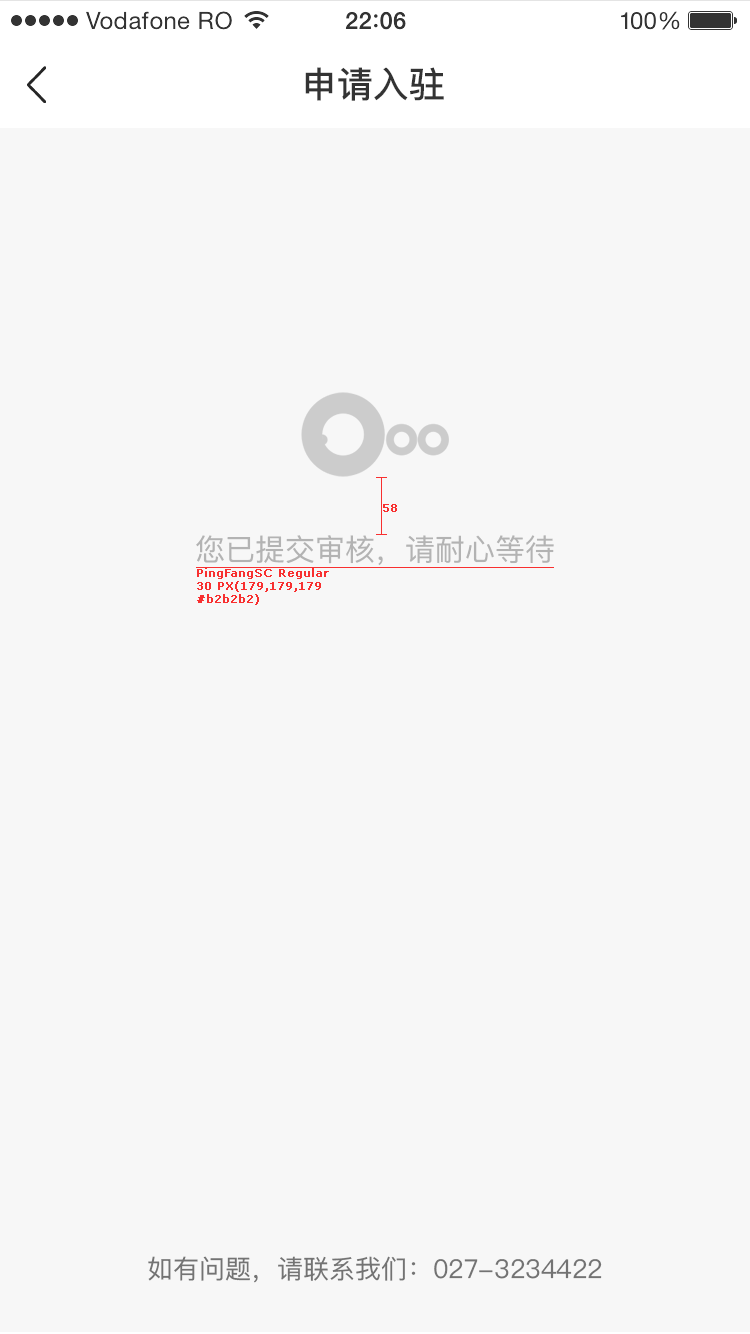 Vodafone RO 22:06 100%
申请入驻
58
您已提交审核，请耐心等待
PingFangSC Regular
30 PX(179,179,179
#b2b2b2)
如有问题，请联系我们：027-3234422